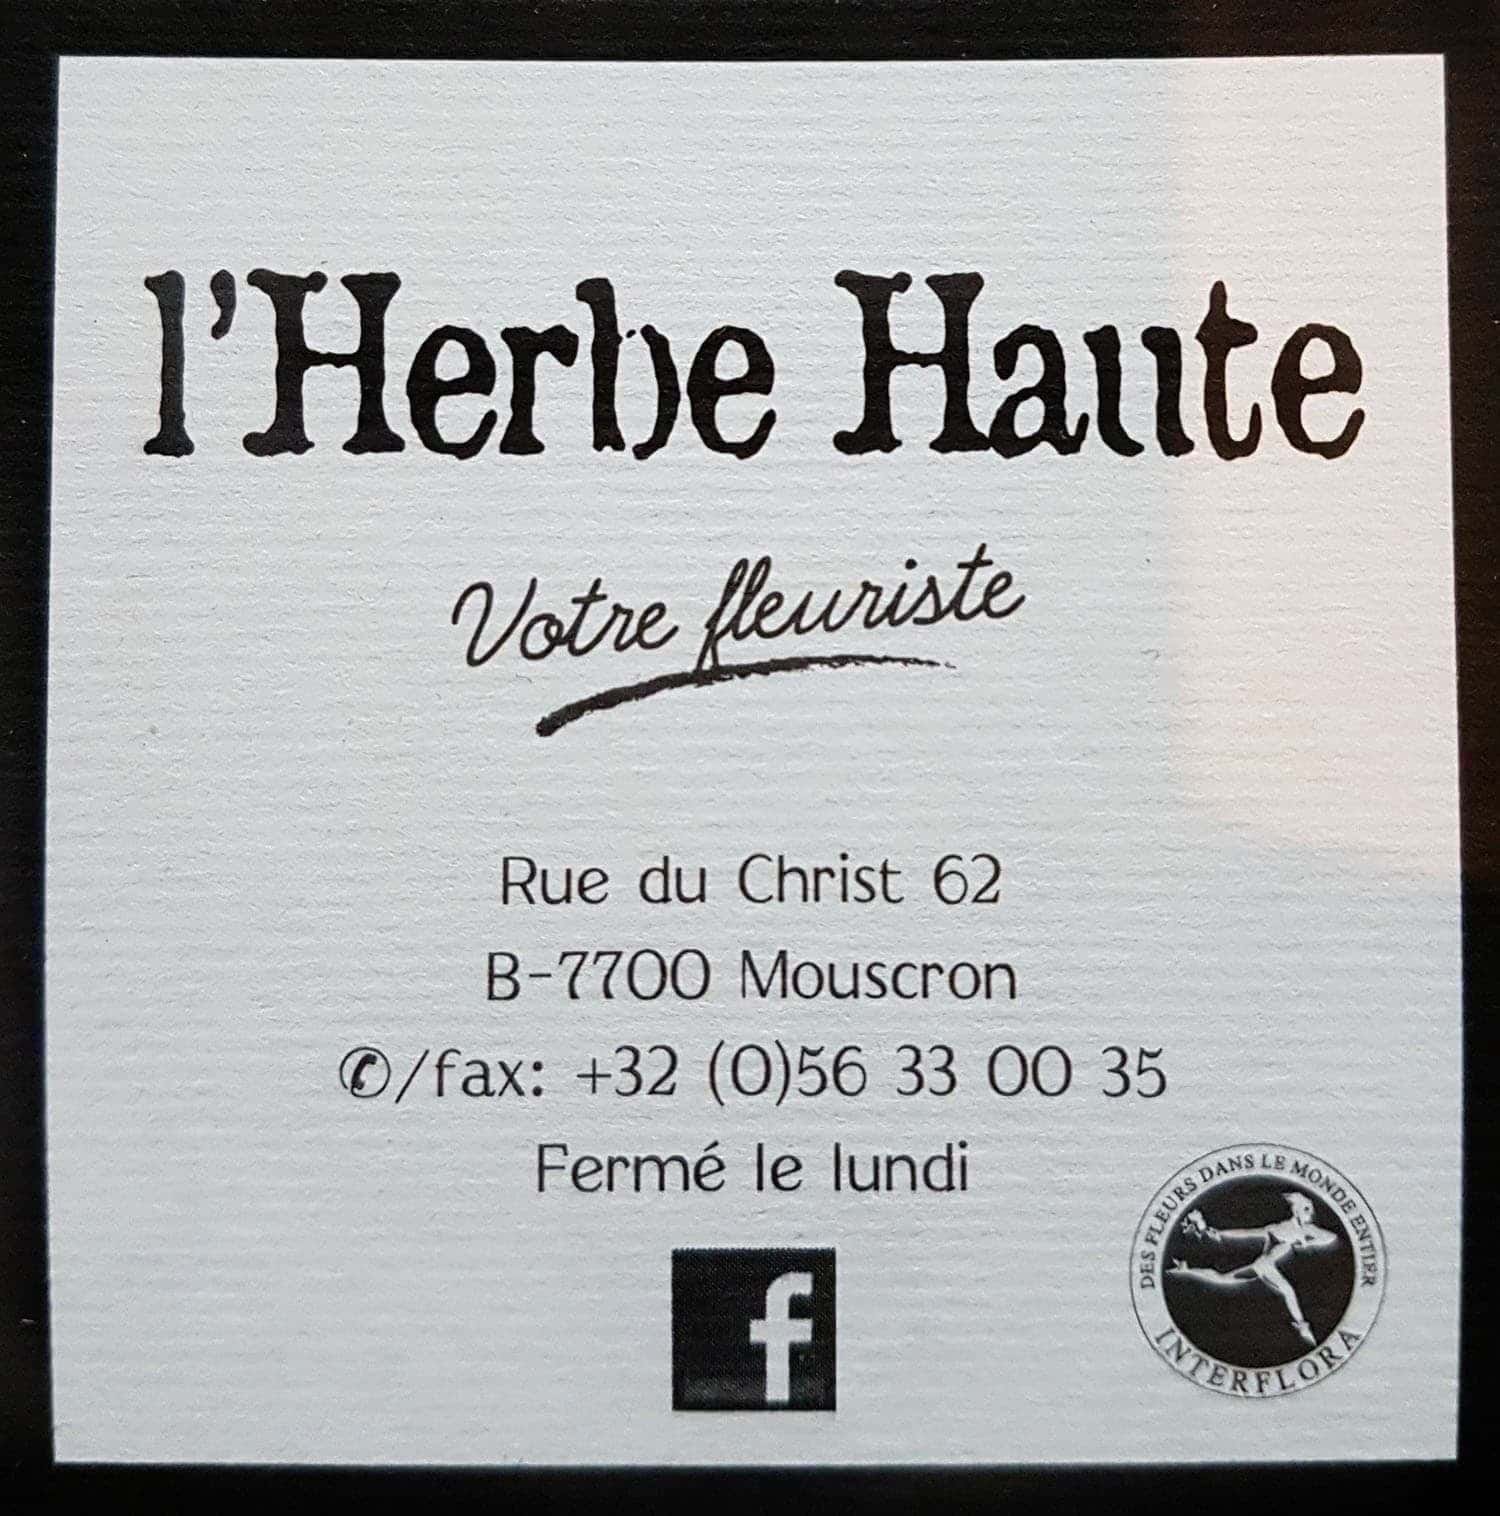 l'Herbe Haute
Votre fleuriste
Rue du Christ 62
B-7700 Mouscron
✆/fax: +32 (0)56 33 00 35
Fermé le lundi
f
DES FLEURS DANS LE MONDE ENTIER
INTERFLORA